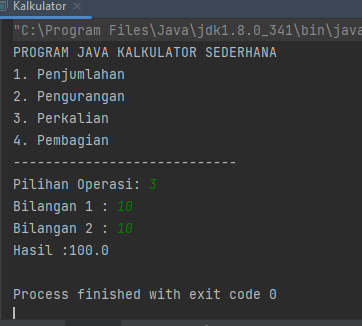 Kalkulator
"C:\Program Files\Java\jdk1.8.0_341\bin\java
PROGRAM JAVA KALKULATOR SEDERHANA
1. Penjumlahan
2. Pengurangan
3. Perkalian
4. Pembagian
----------------------------
Pilihan Operasi: 3
Bilangan 1 : 10
Bilangan 2 : 10
Hasil :100.0
Process finished with exit code 0